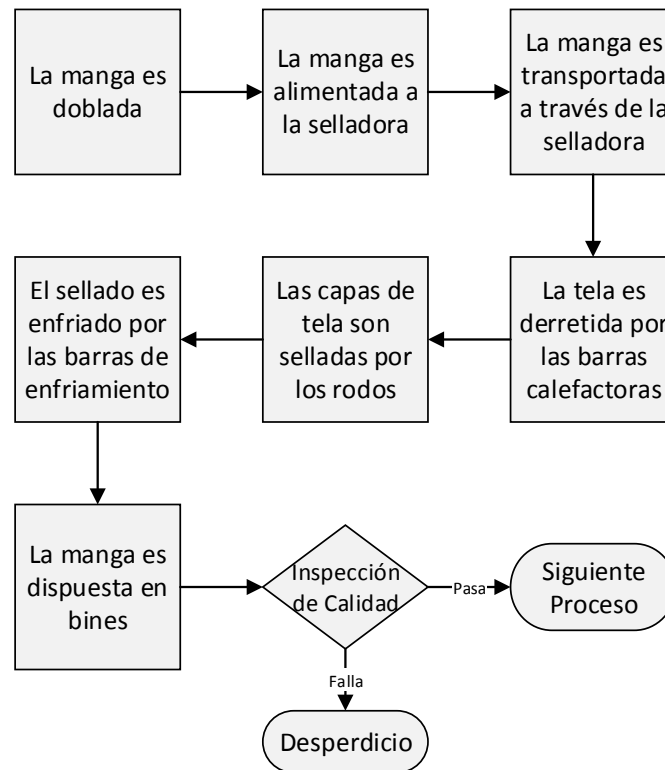 La manga es
doblada
La manga es
alimentada a
la selladora
La manga es
transportada
a través de la
selladora
La tela es
derretida por
las barras
calefactoras
Las capas de
tela son
selladas por
los rodos
El sellado es
enfriado por
las barras de
enfriamiento
La manga es
dispuesta en
bines
Inspección
de Calidad
Pasa
Siguiente
Proceso
Falla
Desperdicio